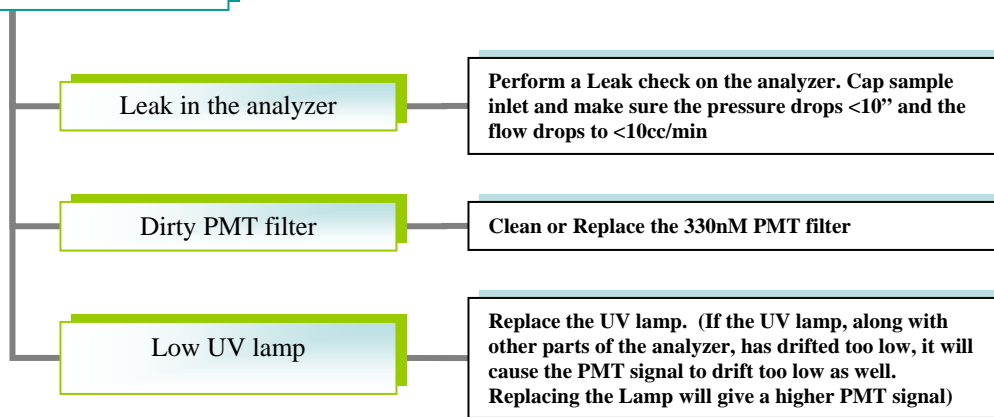 Leak in the analyzer
Perform a Leak check on the analyzer. Cap sample
inlet and make sure the pressure drops <10” and the
flow drops to <10cc/min
Dirty PMT filter
Clean or Replace the 330nM PMT filter
Low UV lamp
Replace the UV lamp.  (If the UV lamp, along with
other parts of the analyzer, has drifted too low, it will
cause the PMT signal to drift too low as well.
Replacing the Lamp will give a higher PMT signal)